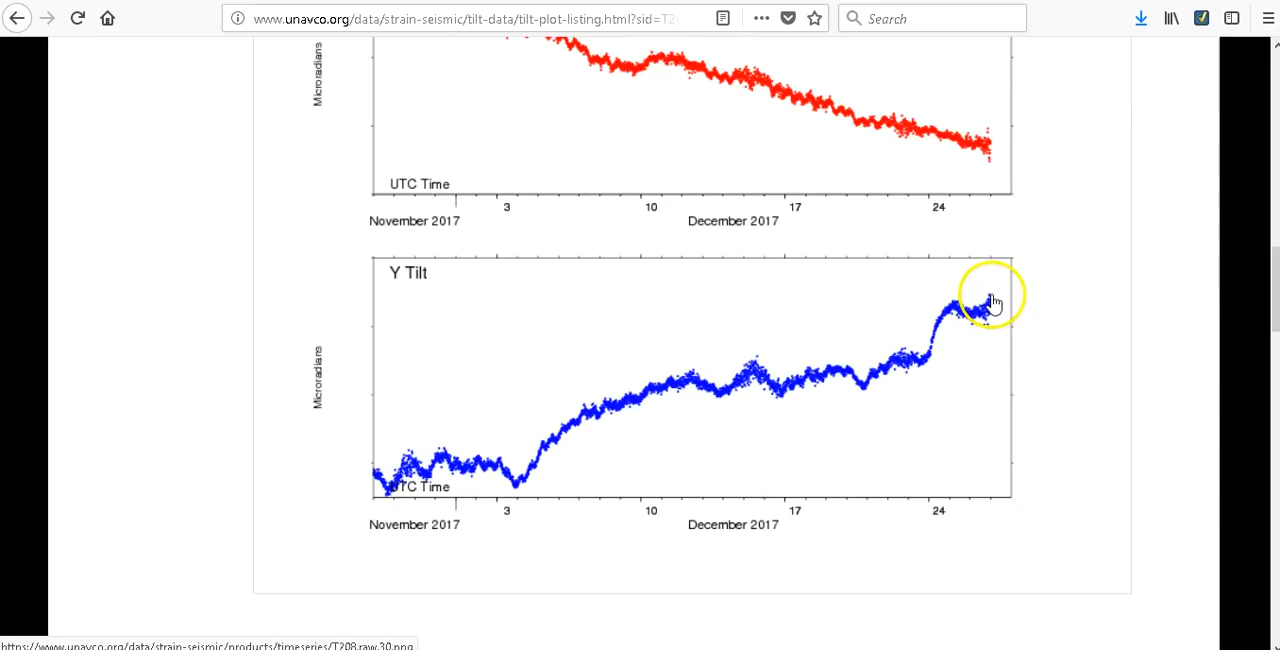 www.unavco.org/data/strain-seismic/tilt-data/tilt-plot-listing.html?sid=T20
Search
Microradians
UTC Time
3 10 17 24
November 2017 December 2017
Y Tilt
Microradians
UTC Time
3 10 17 24
November 2017 December 2017
https://www.unavco.org/data/strain-seismic/products/timeseries/T208.raw.30.png